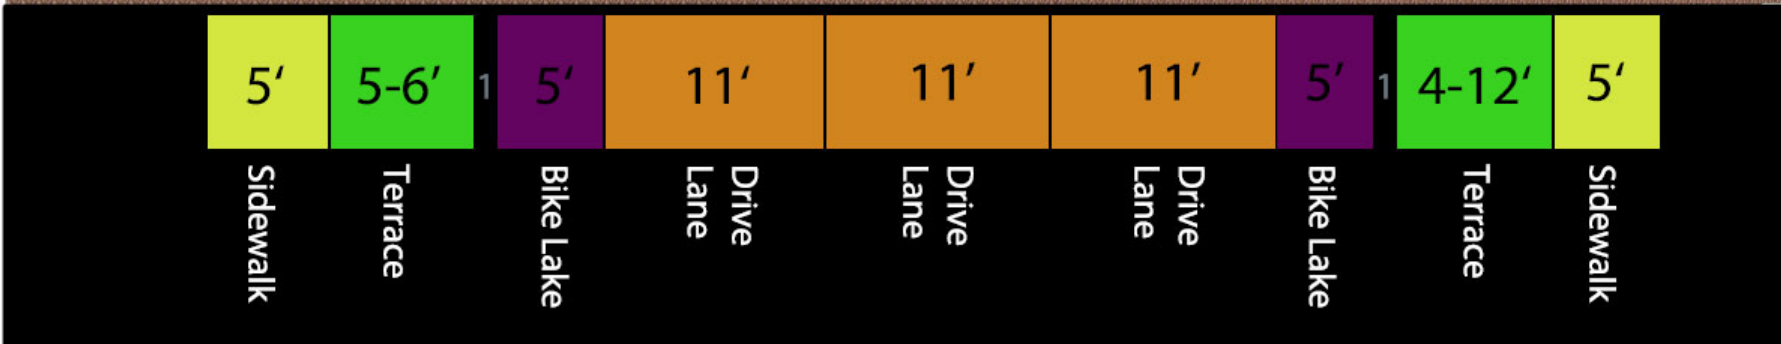 5‘
5-6’
1
5‘
11‘
11’
11’
5’
1
4-12‘
5‘
Sidewalk
Terrace
Bike Lake
Drive
Lane
Drive
Lane
Drive
Lane
Bike Lake
Terrace
Sidewalk